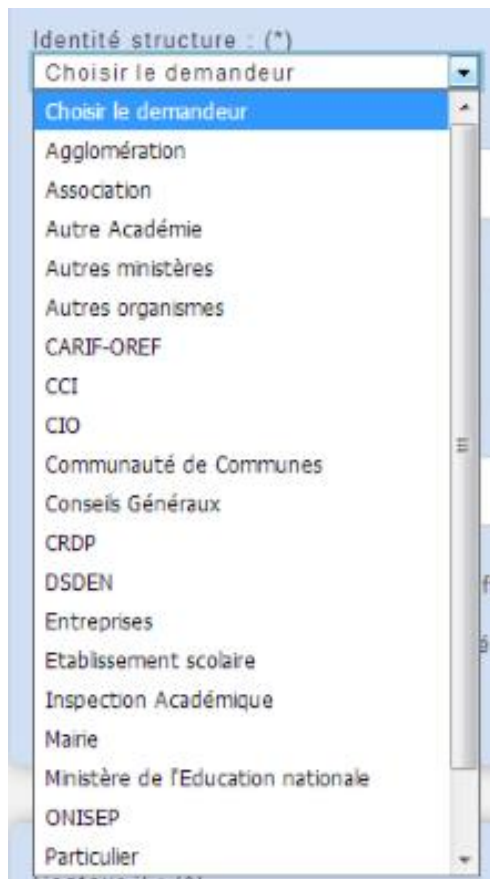 Identité structure : (*)
Choisir le demandeur
Choisir le demandeur
Agglomération
Association
Autre Académie
Autres ministères
Autres organismes
CARIF-OREF
CCI
CIO
Communauté de Communes
Conseils Généraux
CRDP
DSDEN
Entreprises
Etablissement scolaire
Inspection Académique
Mairie
Ministère de l'Education nationale
ONISEP
Particulier